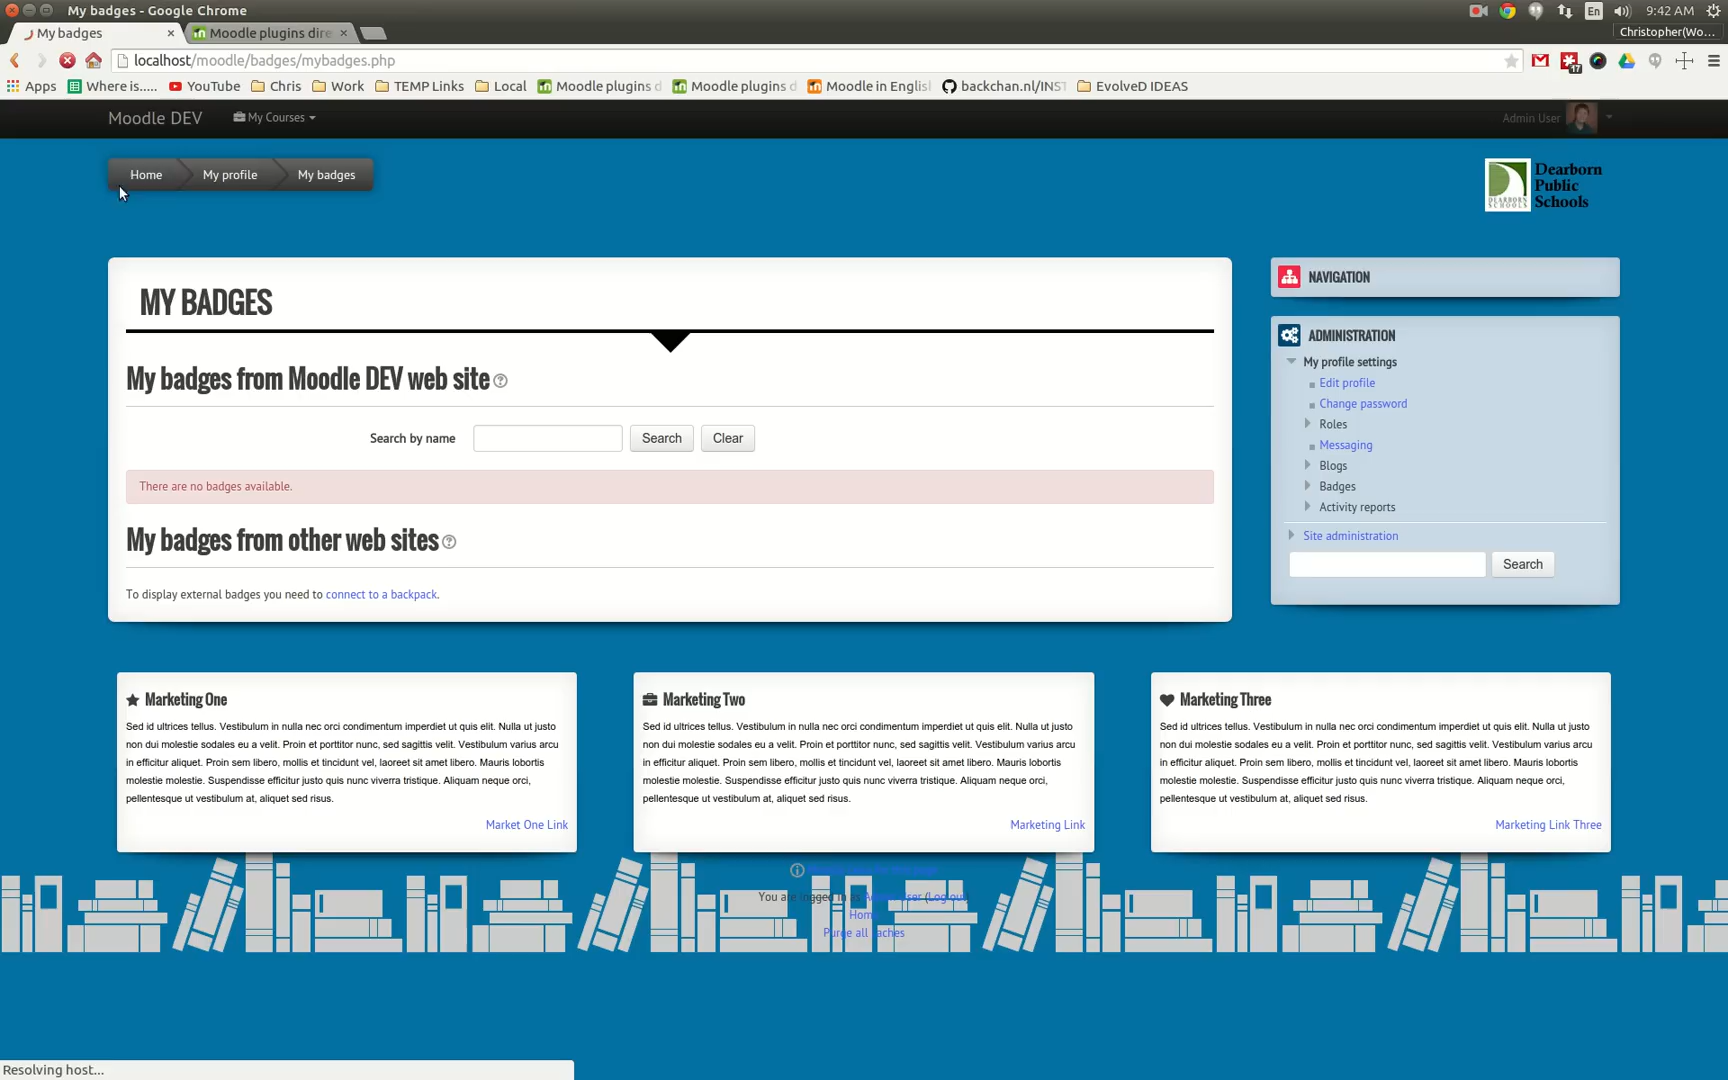 My badges - Google Chrome
En
9:42 AM
Christopher(Wo...
My badges
Moodle plugins dire
localhost/moodle/badges/mybadges.php
17
Apps
Where is.....
YouTube
Chris
Work
TEMP Links
Local
Moodle plugins d
Moodle plugins d
Moodle in Englis
backchan.nl/INST
EvolveD IDEAS
Moodle DEV
My Courses
Admin User
Home
My profile
My badges
Dearborn
Public
Schools
DEARBORN
SCHOOLS
MY BADGES
My badges from Moodle DEV web site
Search by name
Search
Clear
There are no badges available.
My badges from other web sites
To display external badges you need to connect to a backpack.
NAVIGATION
ADMINISTRATION
My profile settings
Edit profile
Change password
Roles
Messaging
Blogs
Badges
Activity reports
Site administration
Search
Marketing One
Sed id ultrices tellus. Vestibulum in nulla nec orci condimentum imperdiet ut quis elit. Nulla ut justo
non dui molestie sodales eu a velit. Proin et porttitor nunc, sed sagittis velit. Vestibulum varius arcu
in efficitur aliquet. Proin sem libero, mollis et tincidunt vel, laoreet sit amet libero. Mauris lobortis
molestie molestie. Suspendisse efficitur justo quis nunc viverra tristique. Aliquam neque orci,
pellentesque ut vestibulum at, aliquet sed risus.
Market One Link
Marketing Two
Sed id ultrices tellus. Vestibulum in nulla nec orci condimentum imperdiet ut quis elit. Nulla ut justo
non dui molestie sodales eu a velit. Proin et porttitor nunc, sed sagittis velit. Vestibulum varius arcu
in efficitur aliquet. Proin sem libero, mollis et tincidunt vel, laoreet sit amet libero. Mauris lobortis
molestie molestie. Suspendisse efficitur justo quis nunc viverra tristique. Aliquam neque orci,
pellentesque ut vestibulum at, aliquet sed risus.
Marketing Link
Marketing Three
Sed id ultrices tellus. Vestibulum in nulla nec orci condimentum imperdiet ut quis elit. Nulla ut justo
non dui molestie sodales eu a velit. Proin et porttitor nunc, sed sagittis velit. Vestibulum varius arcu
in efficitur aliquet. Proin sem libero, mollis et tincidunt vel, laoreet sit amet libero. Mauris lobortis
molestie molestie. Suspendisse efficitur justo quis nunc viverra tristique. Aliquam neque orci,
pellentesque ut vestibulum at, aliquet sed risus.
Marketing Link Three
You are logged in as Admin User (Log out)
Home
Purge all caches
Resolving host...